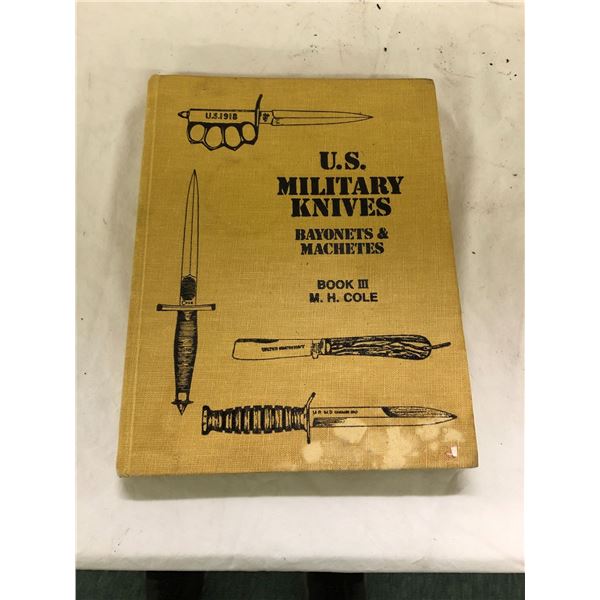 U.S.1918
U.S.
MILITARY
KNIVES
BAYONETS &
MACHETES
BOOK III
M. H. COLE